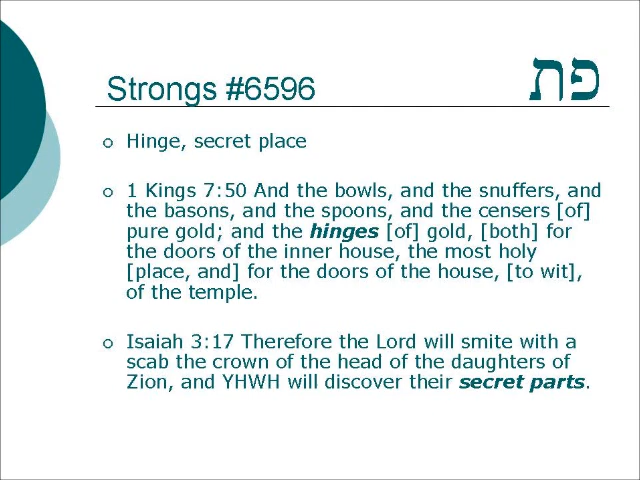 Strongs #6596 פת
Hinge, secret place
1 Kings 7:50 And the bowls, and the snuffers, and
the basons, and the spoons, and the censers [of]
pure gold; and the hinges [of] gold, [both] for
the doors of the inner house, the most holy
[place, and] for the doors of the house, [to wit],
of the temple.
Isaiah 3:17 Therefore the Lord will smite with a
scab the crown of the head of the daughters of
Zion, and YHWH will discover their secret parts.